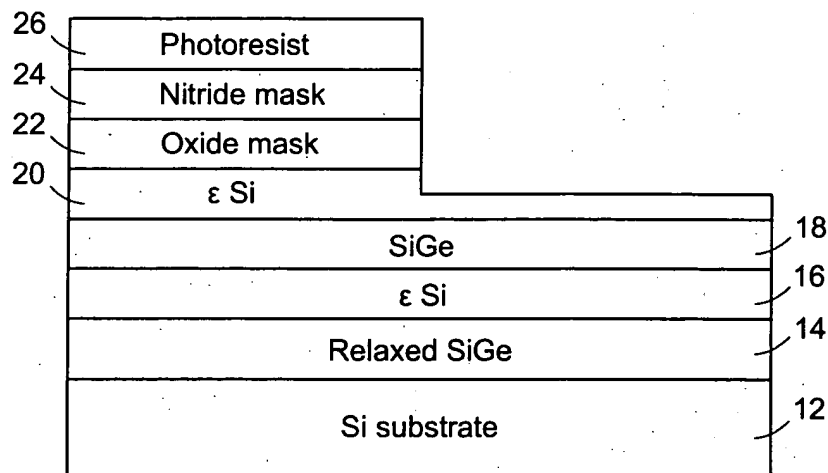 26
Photoresist
24
Nitride mask
22
Oxide mask
20
ε Si
SiGe
18
ε Si
16
Relaxed SiGe
14
Si substrate
12